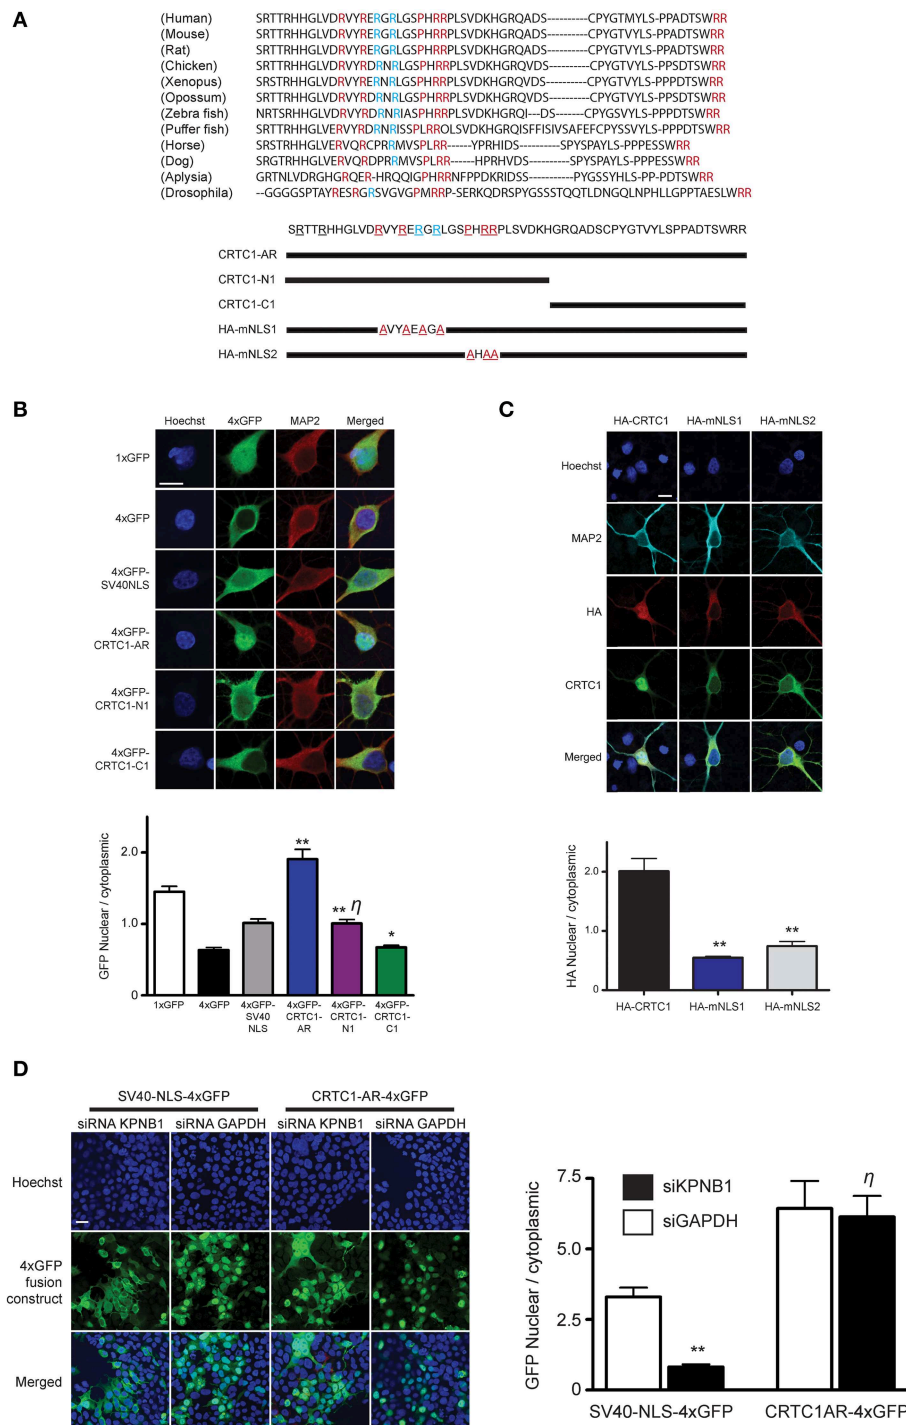 A
(Human) SRTTRHHGLVDRVYRERGRLGSPHRRPLSVDKHGRQADS----------CPYGTMYLS-PPADTSWRR
(Mouse) SRTTRHHGLVDRVYRERGRLGSPHRRPLSVDKHGRQADS----------CPYGTVYLS-PPADTSWRR
(Rat) SRTTRHHGLVDRVYRERGRLGSPHRRPLSVDKHGRQADS----------CPYGTVYLS-PPADTSWRR
(Chicken) SRTTRHHGLVDRVYRDRNRLGSPHRRPLSVDKHGRQVDS----------CPYGTVYLS-PPADTSWRR
(Xenopus) SRSTRHHGLVDRVYRERNRLGSPHRRPLSVDKHGRQVDS----------CPYGTVYLS-PPSDTSWRR
(Opossum) SRTTRHHGLVDRVYRDRNRLGSPHRRPLSVDKHGRQVDS----------CPYGTVYLS-PPADTSWRR
(Zebra fish) NRTSRHHGLVDRVYRDRNRIASPHRRPLSVDKHGRQI---DS-------CPYGSVYLS-PPPDTSWRR
(Puffer fish) SRTTRHHGLVERVYRDRNRISSPLRROLSVDKHGRQISFFISIVSAFEFCPYSSVYLS-PPPDTSWRR
(Horse) SRSTRHHGLVERVQRCPRRMVSPLRR------YPRHIDS---------SPYSPAYLS-PPPESSWRR
(Dog) SRGTRHHGLVERVQRDPRRMVSPLRR------HPRHVDS---------SPYSPAYLS-PPPESSWRR
(Aplysia) GRTNLVDRGHGRQER-HRQQIGPHRRNFPPDKRIDSS-----------PYGSSYHLS-PP-PDTSWRR
(Drosophila) --GGGGSPTAYRESRGRSVGVGPMRRP-SERKQDRSPYGSSSTQQTLDNGQLNPHLLGPPTAESLWRR
SRTTRHHGLVDRVYRERGRLGSPHRRPLSVDKHGRQADSCPYGTVYLSPPADTSWRR
CRTC1-AR
CRTC1-N1
CRTC1-C1
HA-mNLS1 AVYAEAGA
HA-mNLS2 AHAA
B
Hoechst 4xGFP MAP2 Merged
1xGFP
4xGFP
4xGFP-
SV40NLS
4xGFP-
CRTC1-AR
4xGFP-
CRTC1-N1
4xGFP-
CRTC1-C1
GFP Nuclear / cytoplasmic
2.0
1.0
0
** ** η *
1xGFP 4xGFP 4xGFP- 4xGFP- 4xGFP- 4xGFP-
SV40 CRTC1- CRTC1- CRTC1-
NLS AR N1 C1
C
HA-CRTC1 HA-mNLS1 HA-mNLS2
Hoechst
MAP2
HA
CRTC1
Merged
HA Nuclear / cytoplasmic
2.0
1.0
0
** **
HA-CRTC1 HA-mNLS1 HA-mNLS2
D
SV40-NLS-4xGFP CRTC1-AR-4xGFP
siRNA KPNB1 siRNA GAPDH siRNA KPNB1 siRNA GAPDH
Hoechst
4xGFP
fusion
construct
Merged
GFP Nuclear / cytoplasmic
7.5
5.0
2.5
0
siKPNB1
siGAPDH
** η
SV40-NLS-4xGFP CRTC1AR-4xGFP